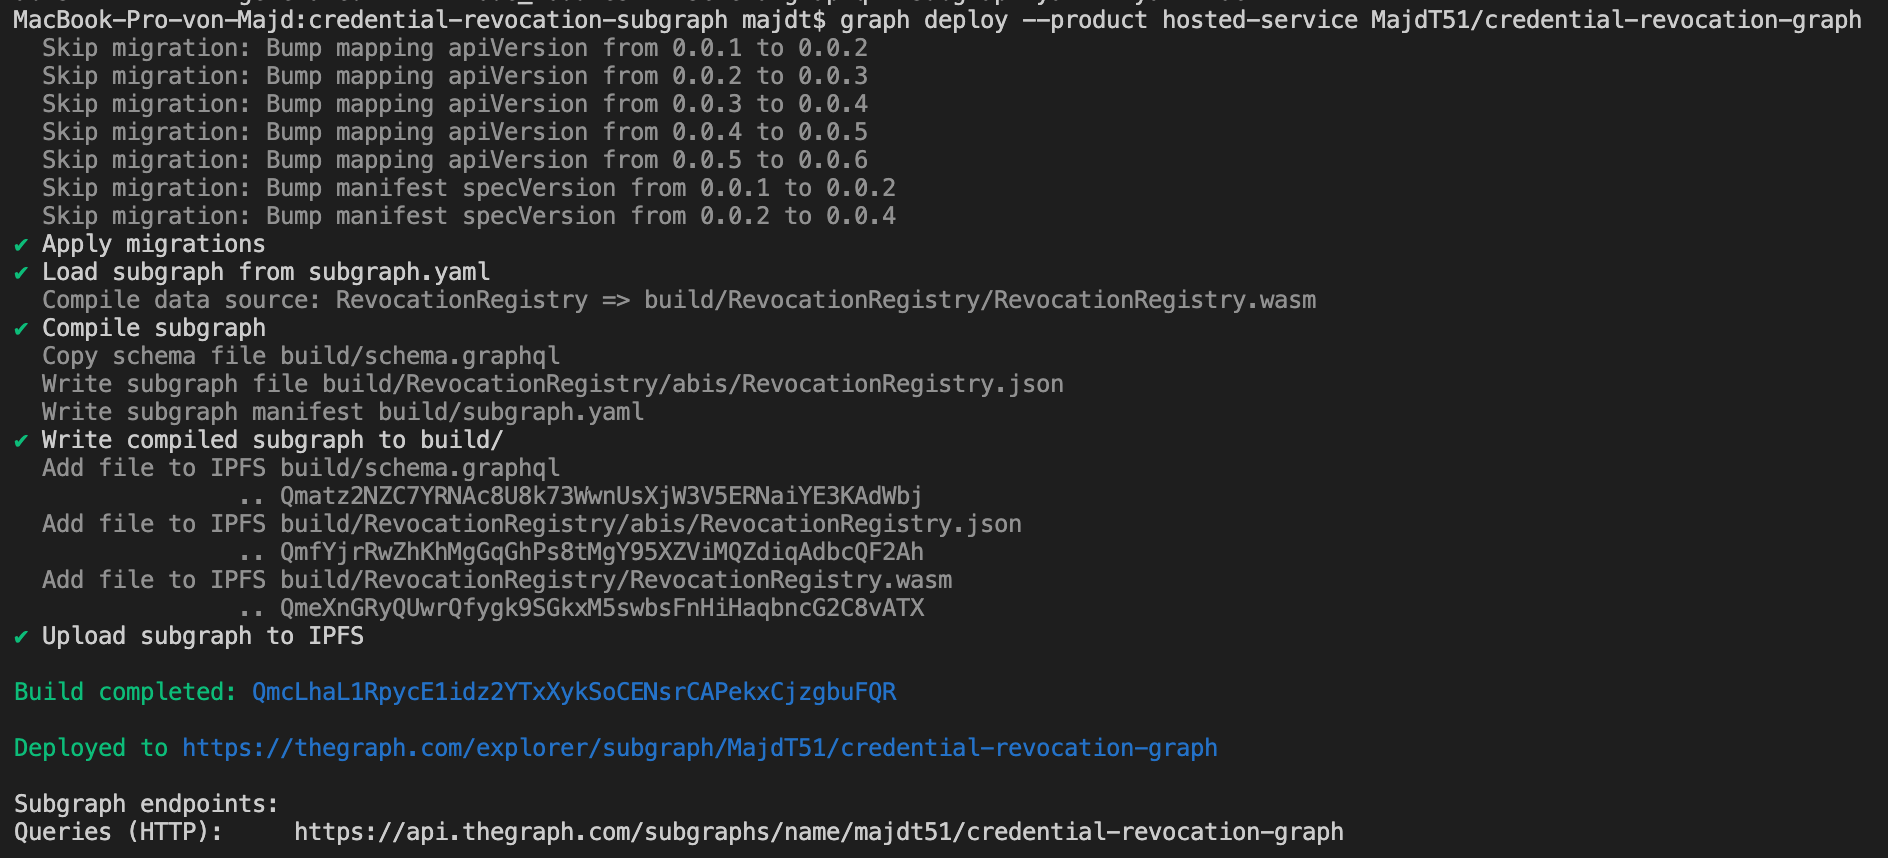 MacBook-Pro-von-Majd:credential-revocation-subgraph majdt$ graph deploy --product hosted-service MajdT51/credential-revocation-graph
Skip migration: Bump mapping apiVersion from 0.0.1 to 0.0.2
Skip migration: Bump mapping apiVersion from 0.0.2 to 0.0.3
Skip migration: Bump mapping apiVersion from 0.0.3 to 0.0.4
Skip migration: Bump mapping apiVersion from 0.0.4 to 0.0.5
Skip migration: Bump mapping apiVersion from 0.0.5 to 0.0.6
Skip migration: Bump manifest specVersion from 0.0.1 to 0.0.2
Skip migration: Bump manifest specVersion from 0.0.2 to 0.0.4
✔ Apply migrations
✔ Load subgraph from subgraph.yaml
Compile data source: RevocationRegistry => build/RevocationRegistry/RevocationRegistry.wasm
✔ Compile subgraph
Copy schema file build/schema.graphql
Write subgraph file build/RevocationRegistry/abis/RevocationRegistry.json
Write subgraph manifest build/subgraph.yaml
✔ Write compiled subgraph to build/
Add file to IPFS build/schema.graphql
.. Qmatz2NZC7YRNAc8U8k73WwnUsXjW3V5ERNaiYE3KAdWbj
Add file to IPFS build/RevocationRegistry/abis/RevocationRegistry.json
.. QmfYjrRwZhKhMgGqGhPs8tMgY95XZViMQZdiqAdbcQF2Ah
Add file to IPFS build/RevocationRegistry/RevocationRegistry.wasm
.. QmeXnGRyQUwrQfygk9SGkxM5swbsFnHiHaqbncG2C8vATX
✔ Upload subgraph to IPFS
Build completed: QmcLhaL1RpycE1idz2YTxXykSoCENsrCAPekxCjzgbuFQR
Deployed to https://thegraph.com/explorer/subgraph/MajdT51/credential-revocation-graph
Subgraph endpoints:
Queries (HTTP): https://api.thegraph.com/subgraphs/name/majdt51/credential-revocation-graph